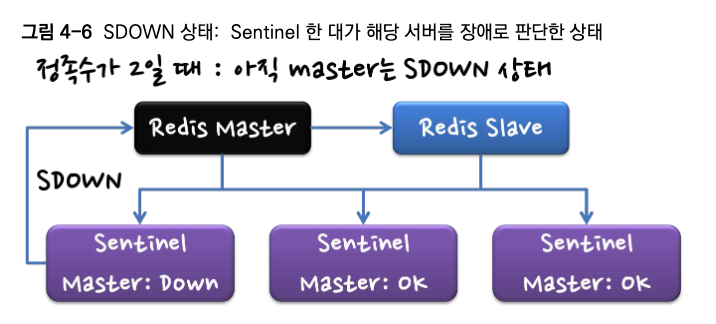 그림 4-6 SDOWN 상태: Sentinel 한 대가 해당 서버를 장애로 판단한 상태
정족수가 2일 때 : 아직 master는 SDOWN 상태
Redis Master
Redis Slave
SDOWN
Sentinel
Master: Down
Sentinel
Master: OK
Sentinel
Master: OK